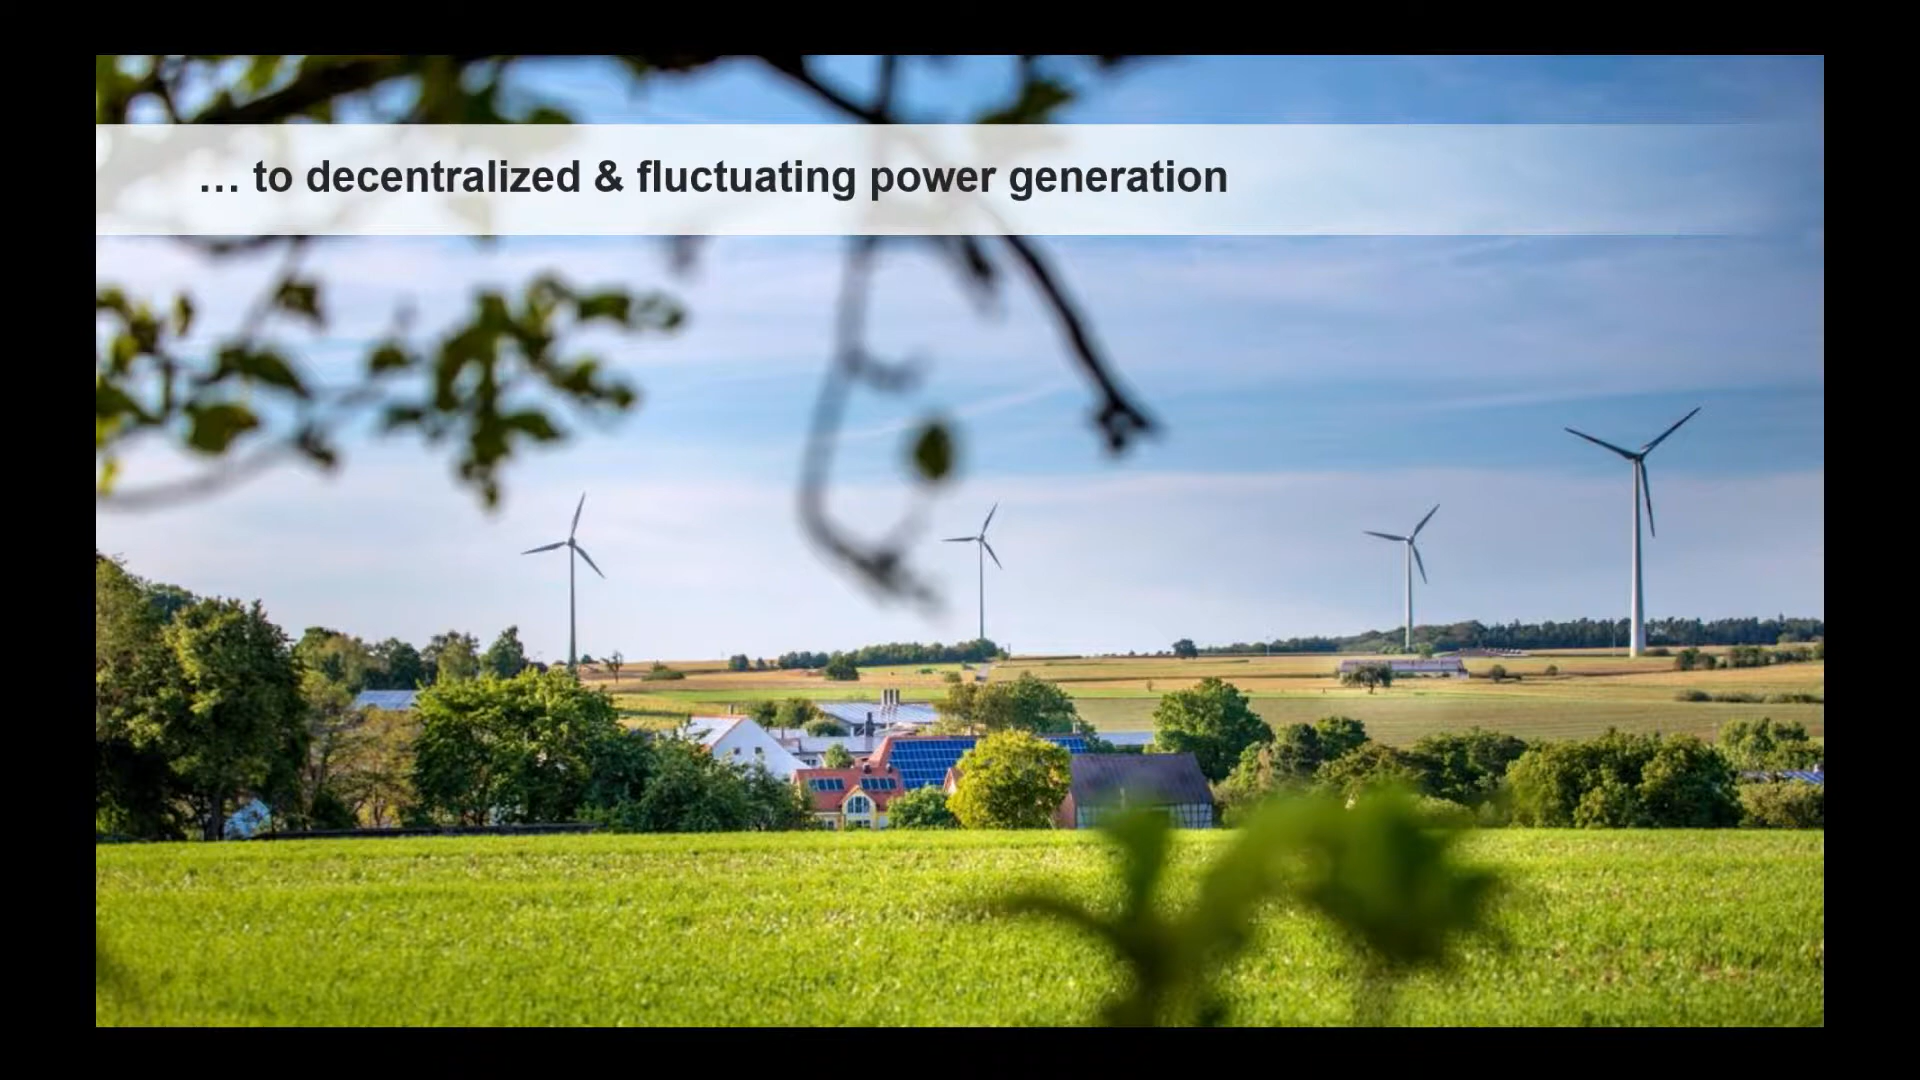 … to decentralized & fluctuating power generation